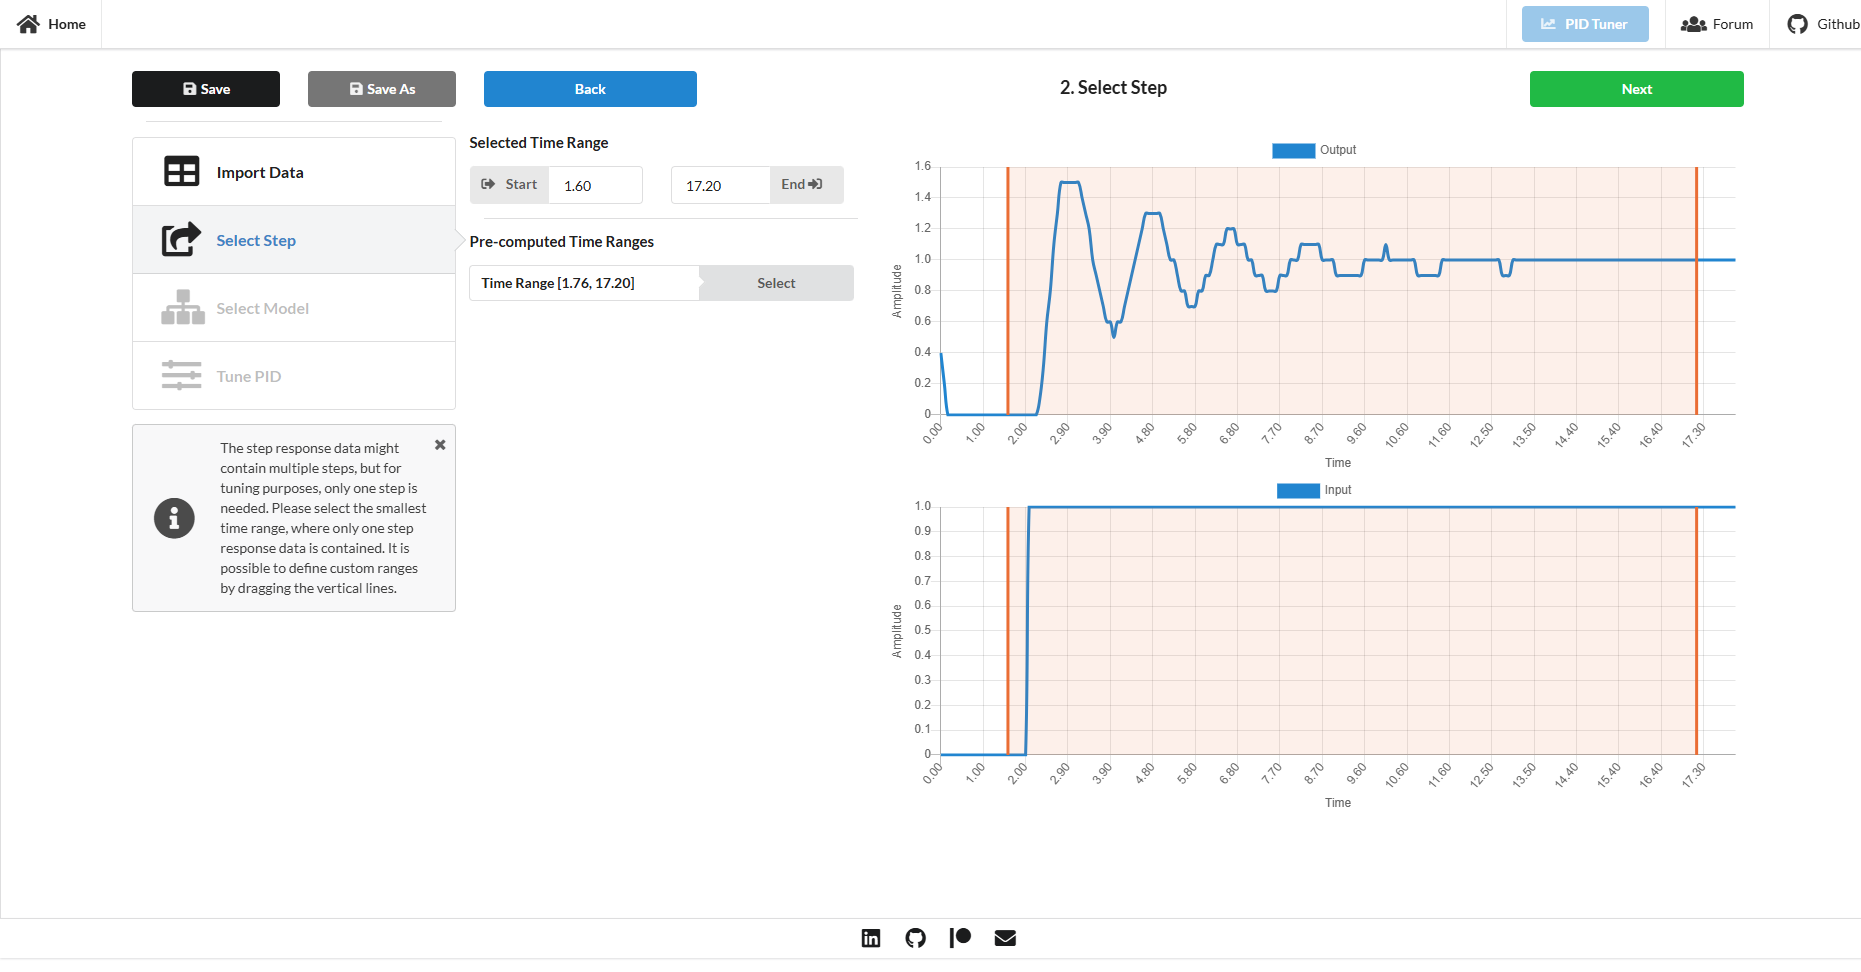 Home
PID Tuner
Forum
Github
Save
Save As
Back
2. Select Step
Next
Import Data
Select Step
Select Model
Tune PID
The step response data might
contain multiple steps, but for
tuning purposes, only one step is
needed. Please select the smallest
time range, where only one step
response data is contained. It is
possible to define custom ranges
by dragging the vertical lines.
Selected Time Range
Start 1.60 17.20 End
Pre-computed Time Ranges
Time Range [1.76, 17.20] Select
Output
1.6
1.4
1.2
1.0
0.8
0.6
0.4
0.2
0
Amplitude
0.00 1.00 2.00 2.90 3.90 4.80 5.80 6.80 7.70 8.70 9.60 10.60 11.60 12.50 13.50 14.40 15.40 16.40 17.30
Time
Input
1.0
0.9
0.8
0.7
0.6
0.5
0.4
0.3
0.2
0.1
0
Amplitude
0.00 1.00 2.00 2.90 3.90 4.80 5.80 6.80 7.70 8.70 9.60 10.60 11.60 12.50 13.50 14.40 15.40 16.40 17.30
Time